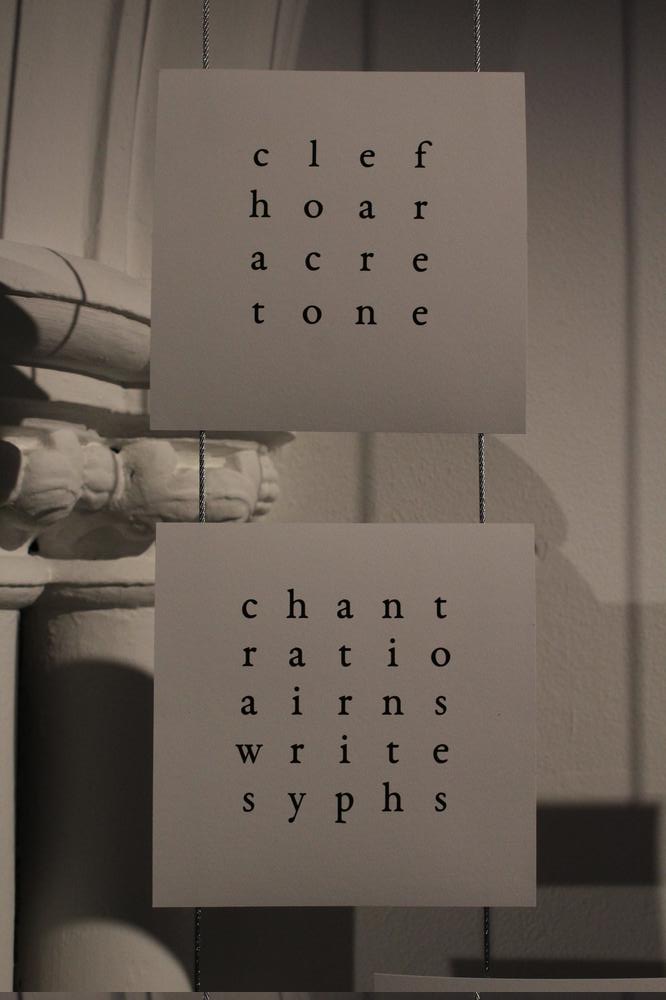 c l e f
h o a r
a c r e
t o n e
c h a n t
r a t i o
a i r n s
w r i t e
s y p h s